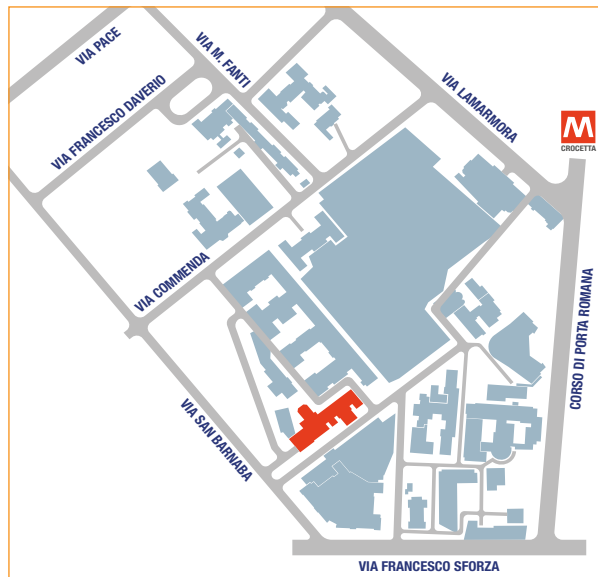 VIA PACE
VIA M. FANTI
VIA FRANCESCO DAVERIO
VIA LAMARMORA
M
CROCETTA
VIA COMMENDA
CORSO DI PORTA ROMANA
VIA SAN BARNABA
VIA FRANCESCO SFORZA